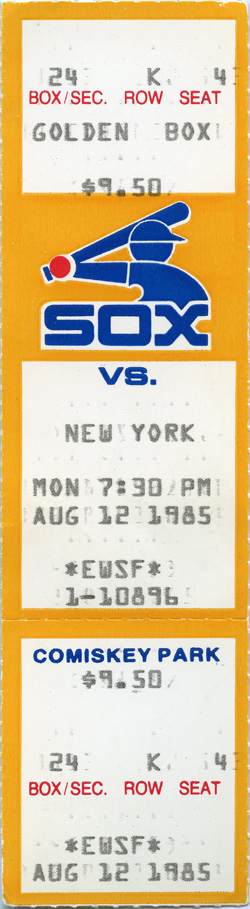 24 K 4
BOX/SEC. ROW SEAT
GOLDEN BOX
$9.50
SOX
VS.
NEW YORK
MON 7:30 PM
AUG 12 1985
*EWSF*
1-10896
COMISKEY PARK
$9.50
24 K 4
BOX/SEC. ROW SEAT
*EWSF*
AUG 12 1985